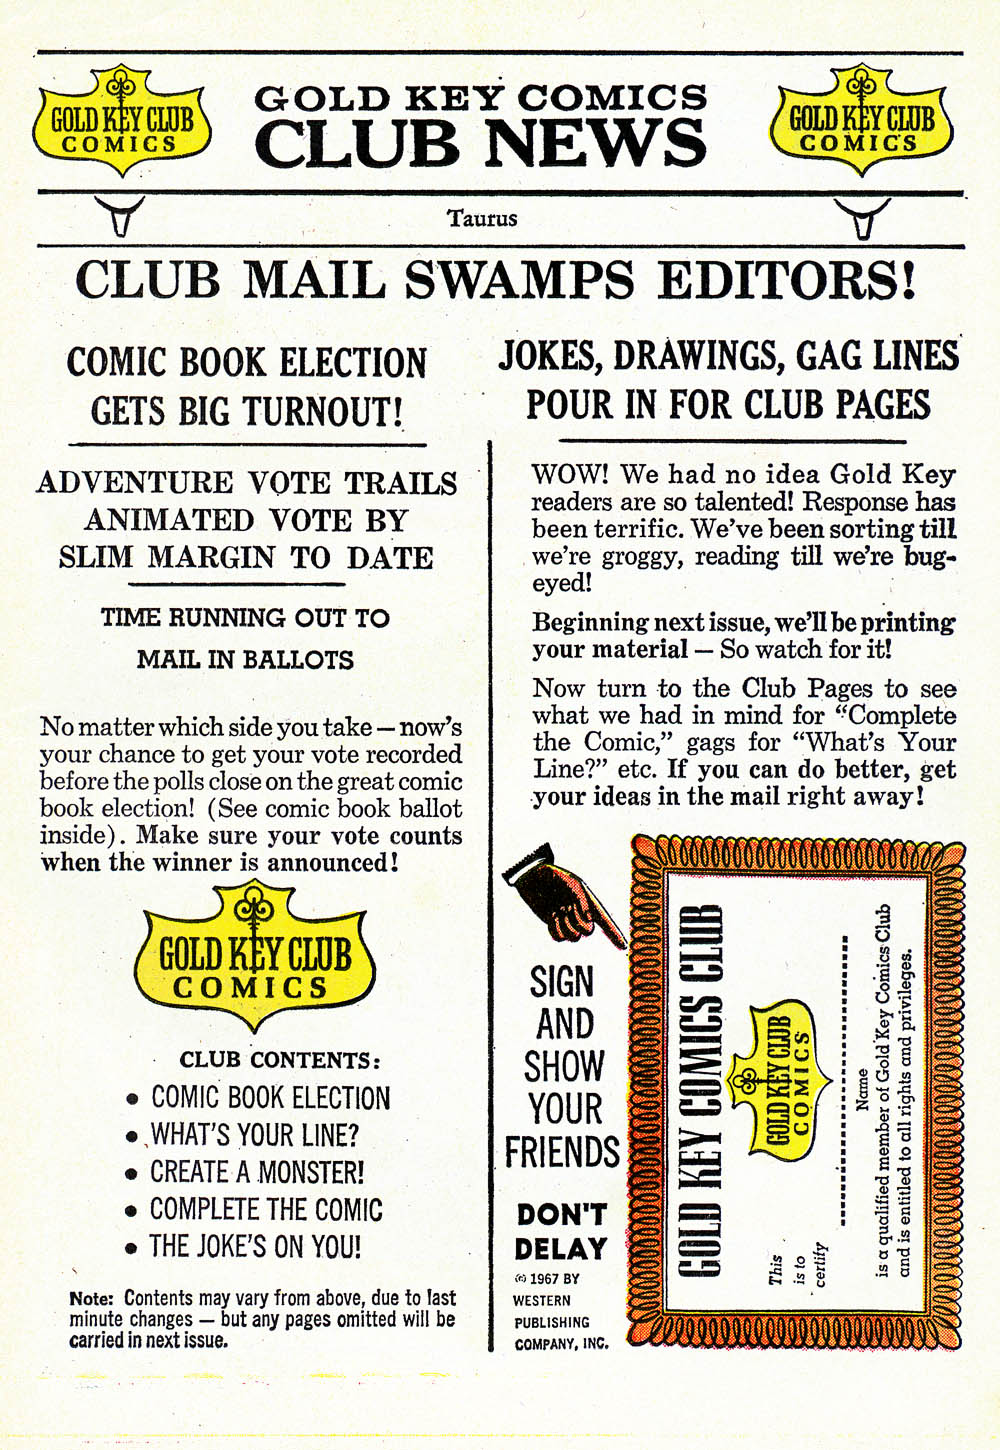 GOLD KEY CLUB
COMICS
GOLD KEY COMICS
CLUB NEWS
GOLD KEY CLUB
COMICS
Taurus
CLUB MAIL SWAMPS EDITORS!
COMIC BOOK ELECTION
GETS BIG TURNOUT!
ADVENTURE VOTE TRAILS
ANIMATED VOTE BY
SLIM MARGIN TO DATE
TIME RUNNING OUT TO
MAIL IN BALLOTS
No matter which side you take — now's
your chance to get your vote recorded
before the polls close on the great comic
book election! (See comic book ballot
inside). Make sure your vote counts
when the winner is announced!
GOLD KEY CLUB
COMICS
CLUB CONTENTS:
• COMIC BOOK ELECTION
• WHAT'S YOUR LINE?
• CREATE A MONSTER!
• COMPLETE THE COMIC
• THE JOKE'S ON YOU!
Note: Contents may vary from above, due to last
minute changes — but any pages omitted will be
carried in next issue.
JOKES, DRAWINGS, GAG LINES
POUR IN FOR CLUB PAGES
WOW! We had no idea Gold Key
readers are so talented! Response has
been terrific. We've been sorting till
we're groggy, reading till we're bug-
eyed!
Beginning next issue, we'll be printing
your material — So watch for it!
Now turn to the Club Pages to see
what we had in mind for "Complete
the Comic," gags for "What's Your
Line?" etc. If you can do better, get
your ideas in the mail right away!
SIGN
AND
SHOW
YOUR
FRIENDS
DON'T
DELAY
© 1967 BY
WESTERN
PUBLISHING
COMPANY, INC.
GOLD KEY COMICS CLUB
GOLD KEY CLUB
COMICS
This
is to
certify
Name
is a qualified member of Gold Key Comics Club
and is entitled to all rights and privileges.